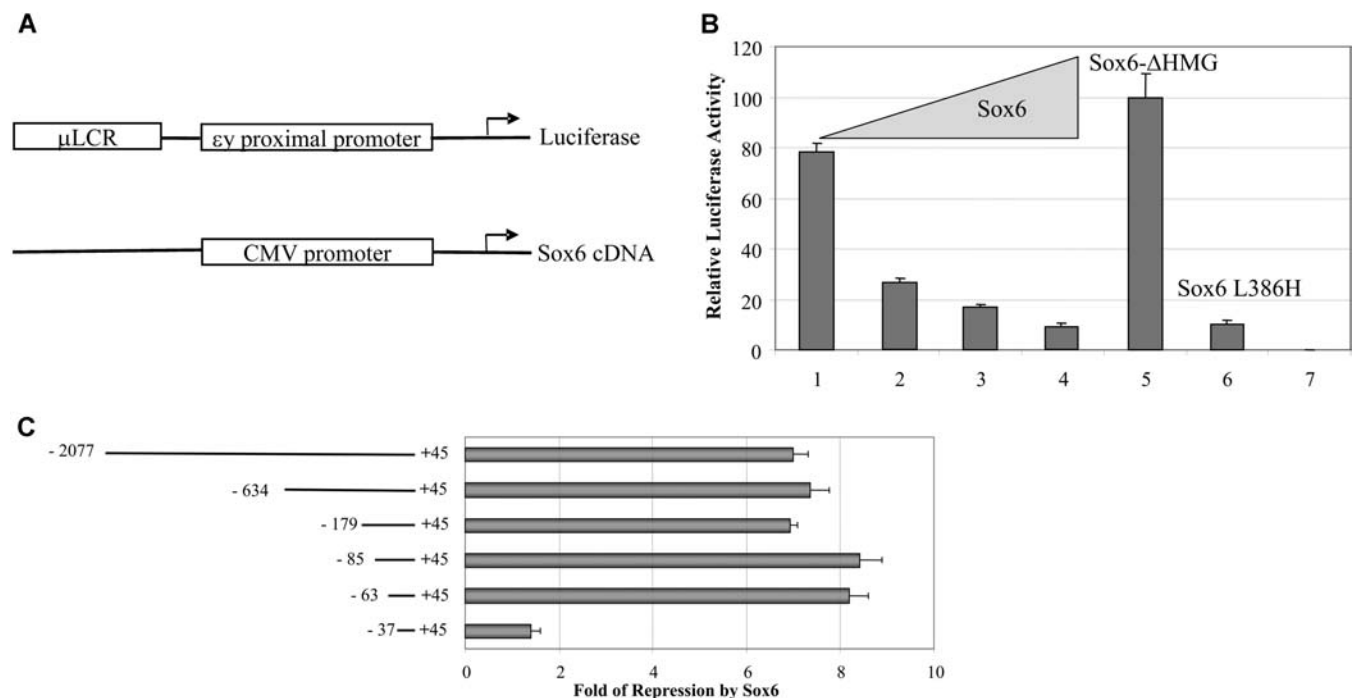 A
μLCR
εy proximal promoter
Luciferase
CMV promoter
Sox6 cDNA
B
Relative Luciferase Activity
120
100
80
60
40
20
0
Sox6
Sox6-ΔHMG
Sox6 L386H
1 2 3 4 5 6 7
C
- 2077 +45
- 634 +45
- 179 +45
- 85 +45
- 63 +45
- 37 +45
0 2 4 6 8 10
Fold of Repression by Sox6